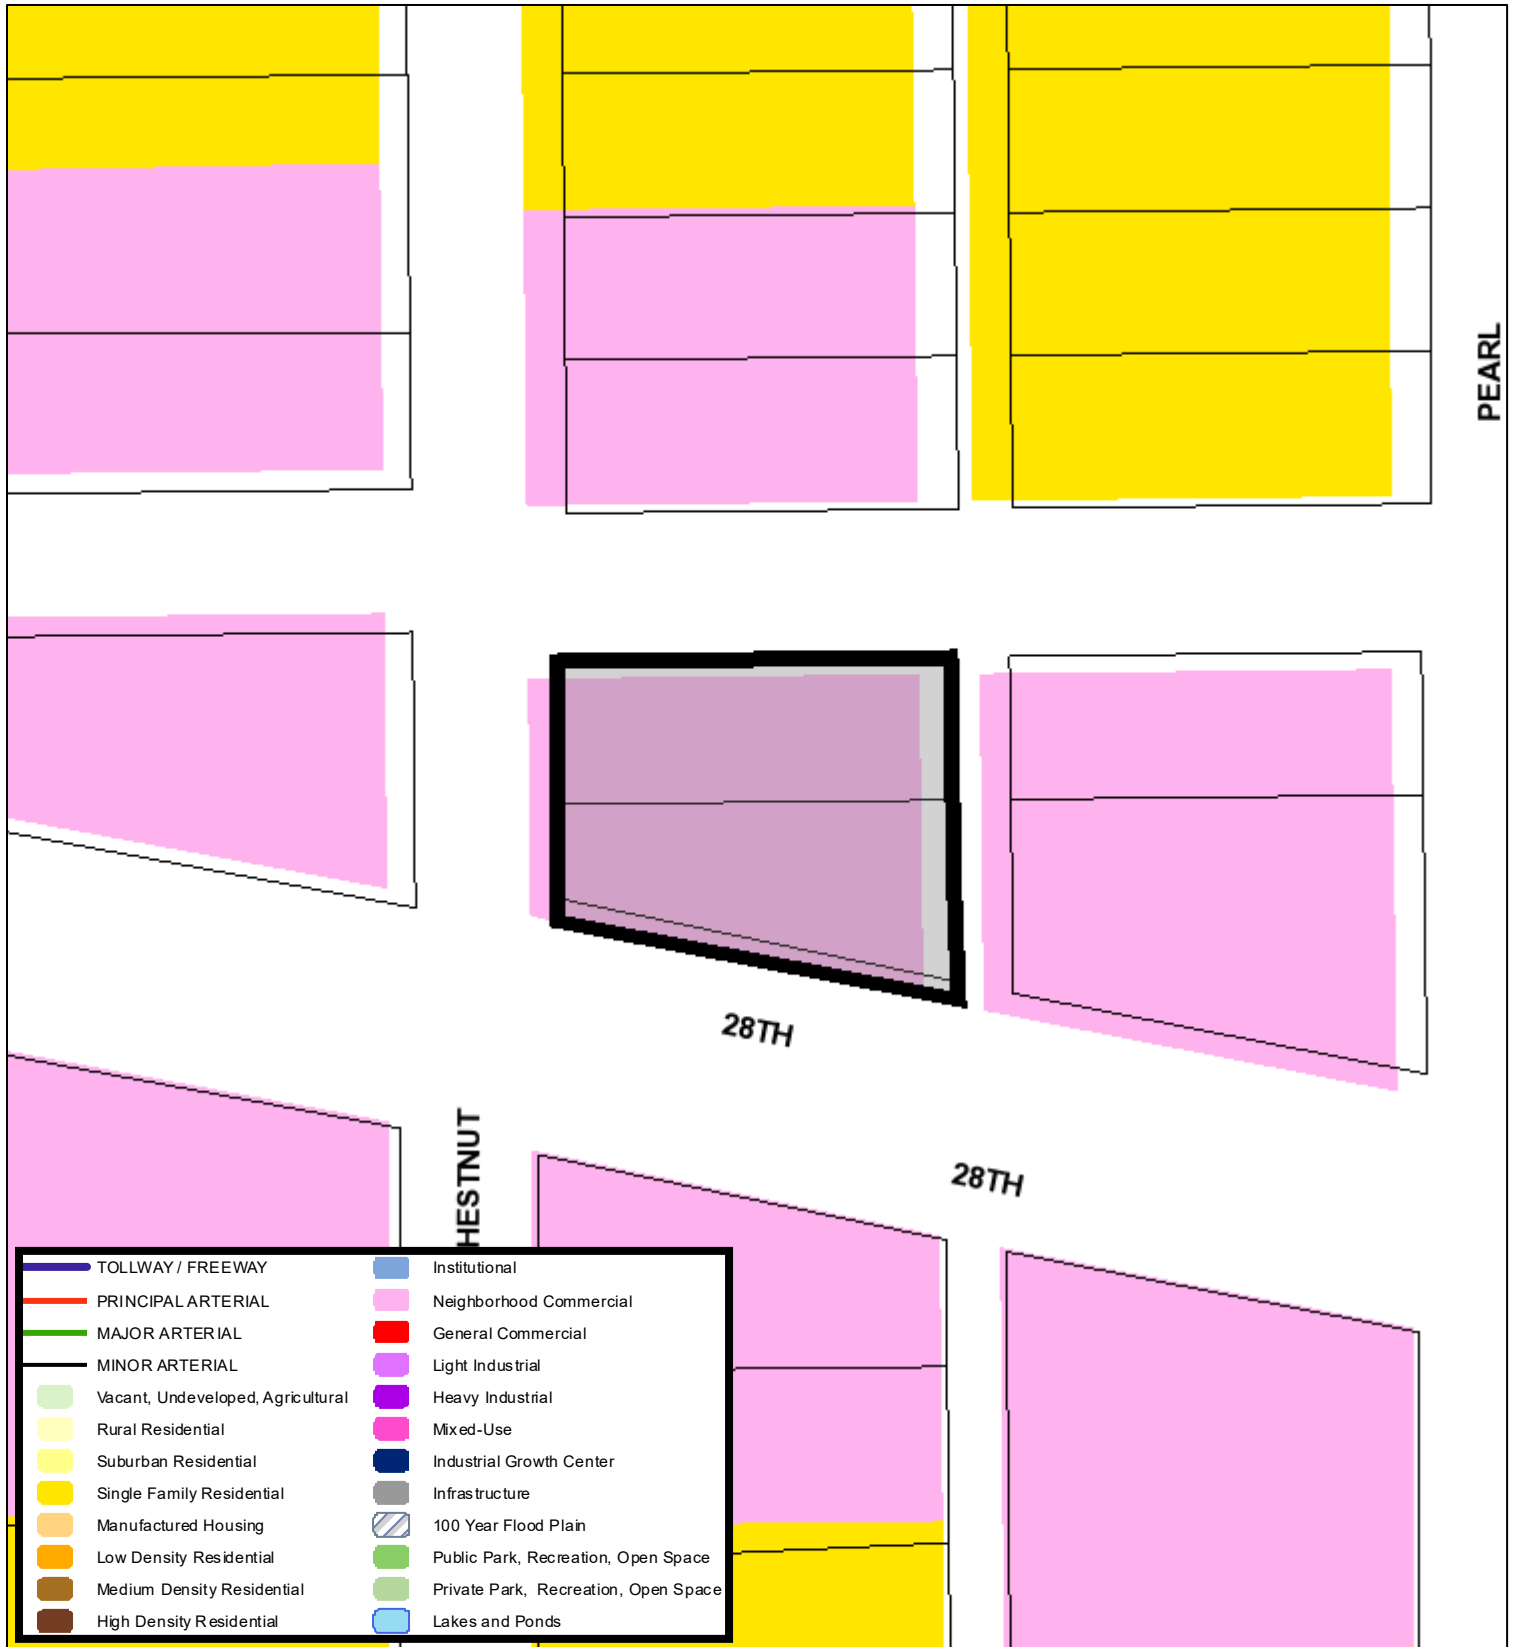 PEARL
28TH
28TH
HESTNUT
TOLLWAY / FREEWAY
PRINCIPAL ARTERIAL
MAJOR ARTERIAL
MINOR ARTERIAL
Vacant, Undeveloped, Agricultural
Rural Residential
Suburban Residential
Single Family Residential
Manufactured Housing
Low Density Residential
Medium Density Residential
High Density Residential
Institutional
Neighborhood Commercial
General Commercial
Light Industrial
Heavy Industrial
Mixed-Use
Industrial Growth Center
Infrastructure
100 Year Flood Plain
Public Park, Recreation, Open Space
Private Park, Recreation, Open Space
Lakes and Ponds